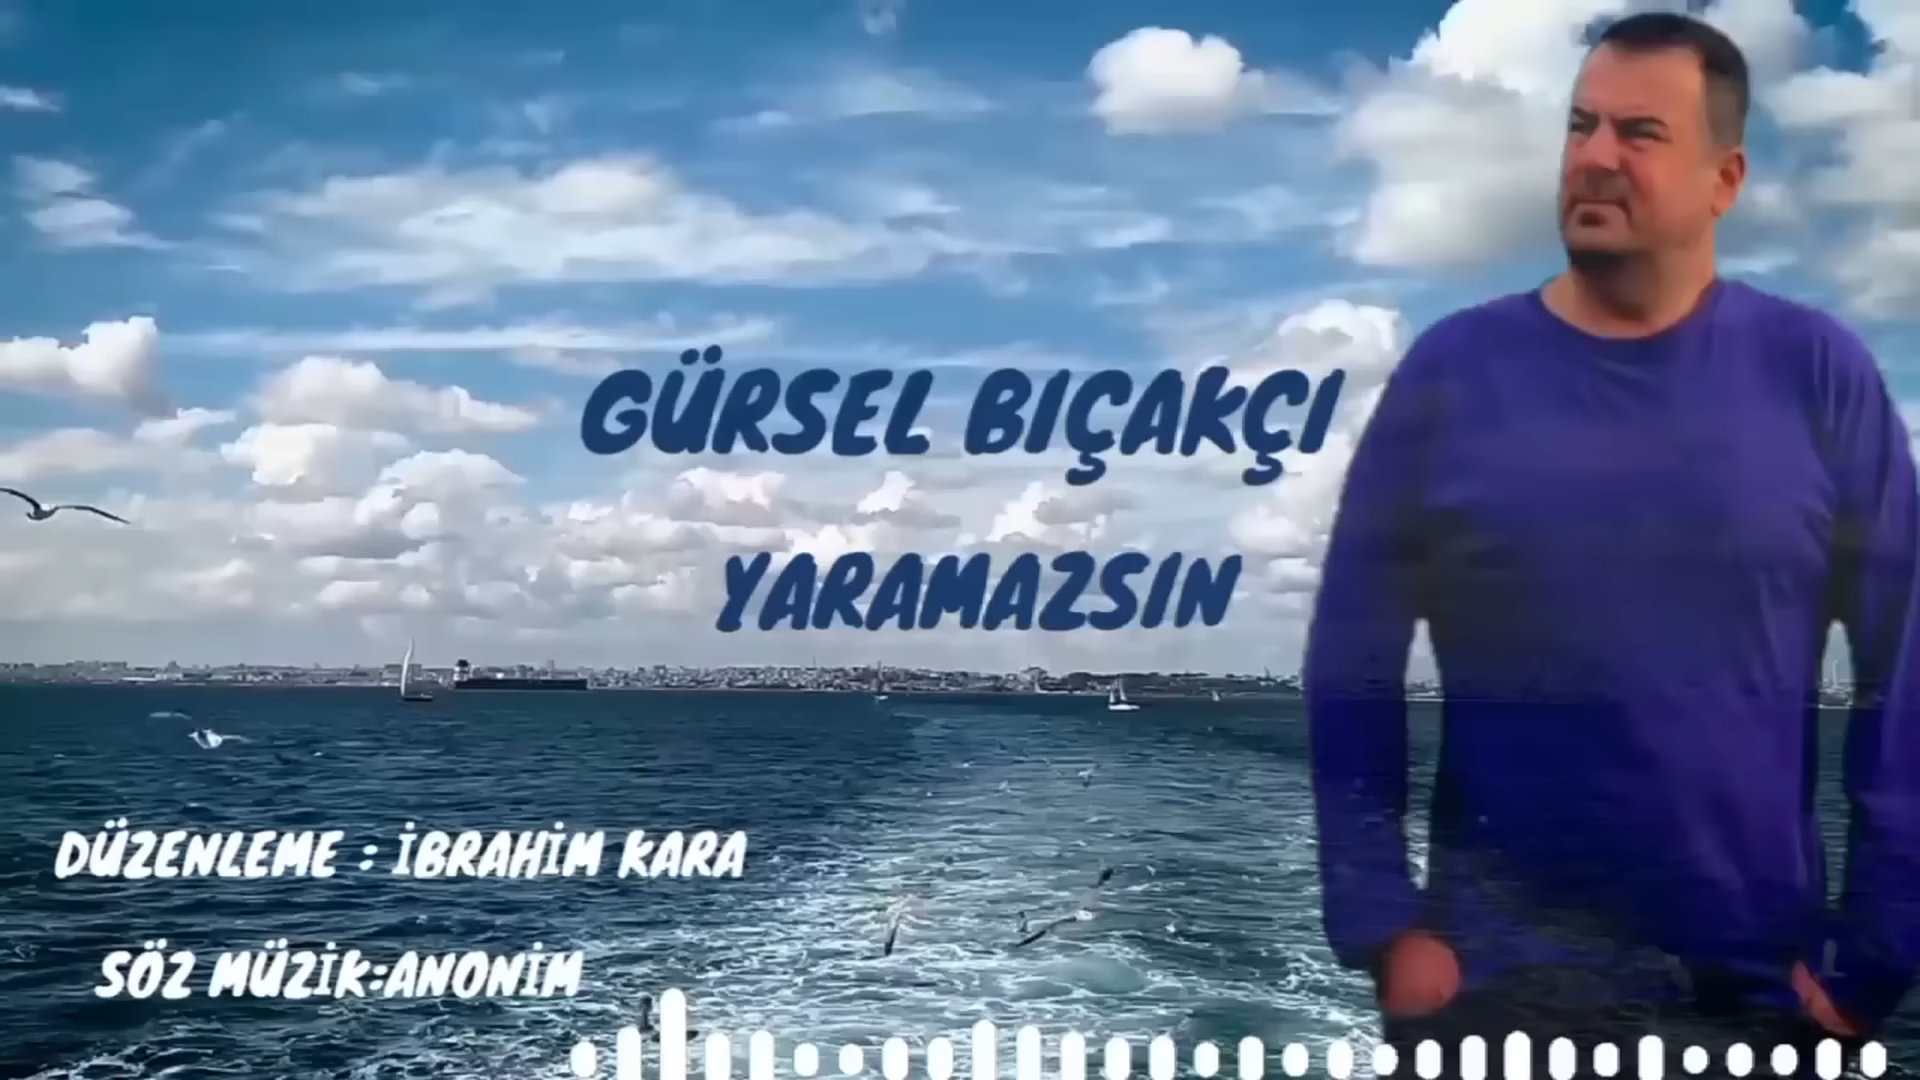 GÜRSEL BIÇAKÇI
YARAMAZSIN
DÜZENLEME : İBRAHİM KARA
SÖZ MÜZİK:ANONİM